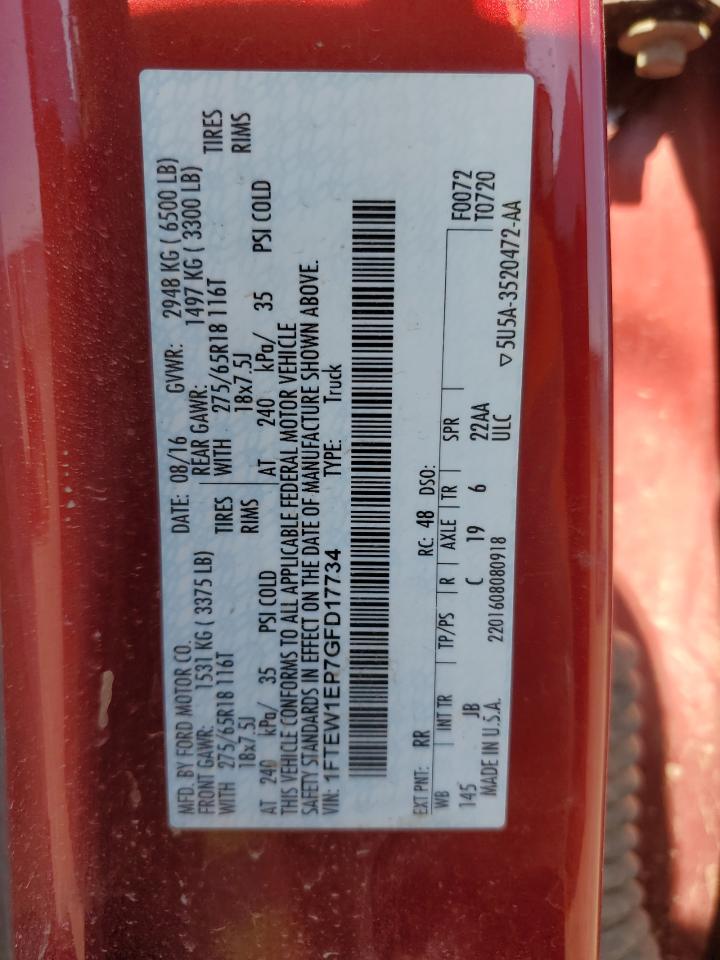 MFD. BY FORD MOTOR CO. DATE: 08/16 GVWR: 2948 KG ( 6500 LB)
FRONT GAWR: 1531 KG ( 3375 LB) REAR GAWR: 1497 KG ( 3300 LB)
WITH 275/65R18 116T TIRES WITH 275/65R18 116T TIRES
18x7.5J RIMS 18x7.5J RIMS
AT 240 kPa/ 35 PSI COLD AT 240 kPa/ 35 PSI COLD
THIS VEHICLE CONFORMS TO ALL APPLICABLE FEDERAL MOTOR VEHICLE
SAFETY STANDARDS IN EFFECT ON THE DATE OF MANUFACTURE SHOWN ABOVE.
VIN: 1FTEW1EP7GFD17734 TYPE: Truck
EXT PNT: RR RC: 48 DSO: F0072
WB INT TR TP/PS R AXLE TR SPR T0720
145 JB C 19 6 22AA
MADE IN U.S.A. 2201608080918 ULC ▽5U5A-3520472-AA